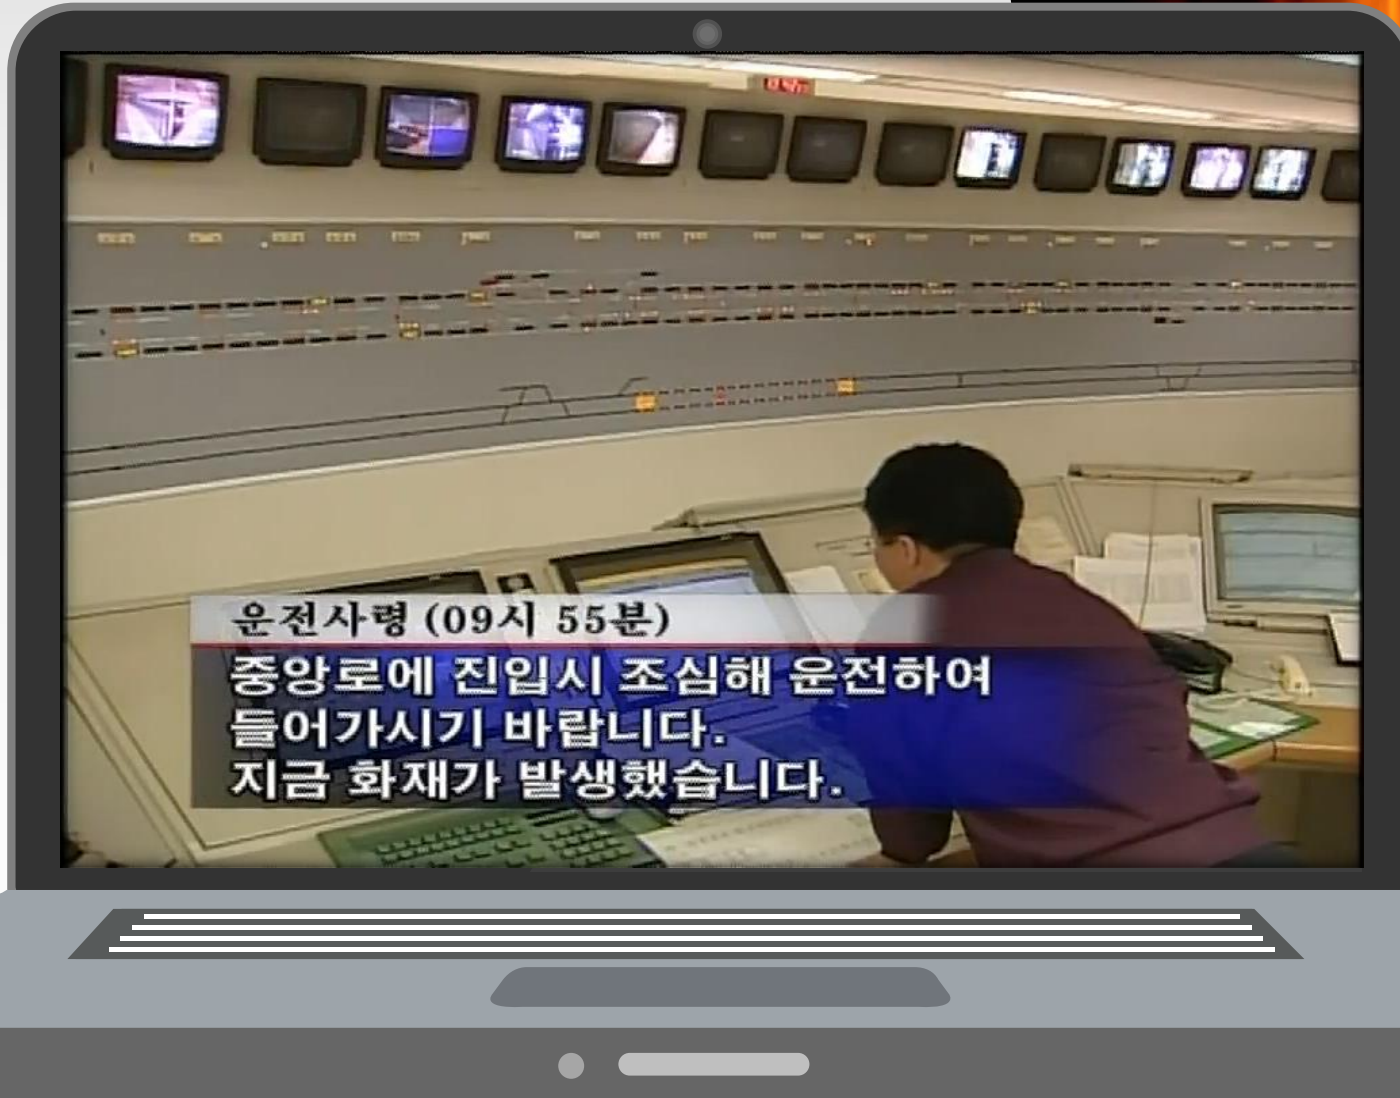 운전사령 (09시 55분)
중앙로에 진입시 조심해 운전하여
들어가시기 바랍니다.
지금 화재가 발생했습니다.